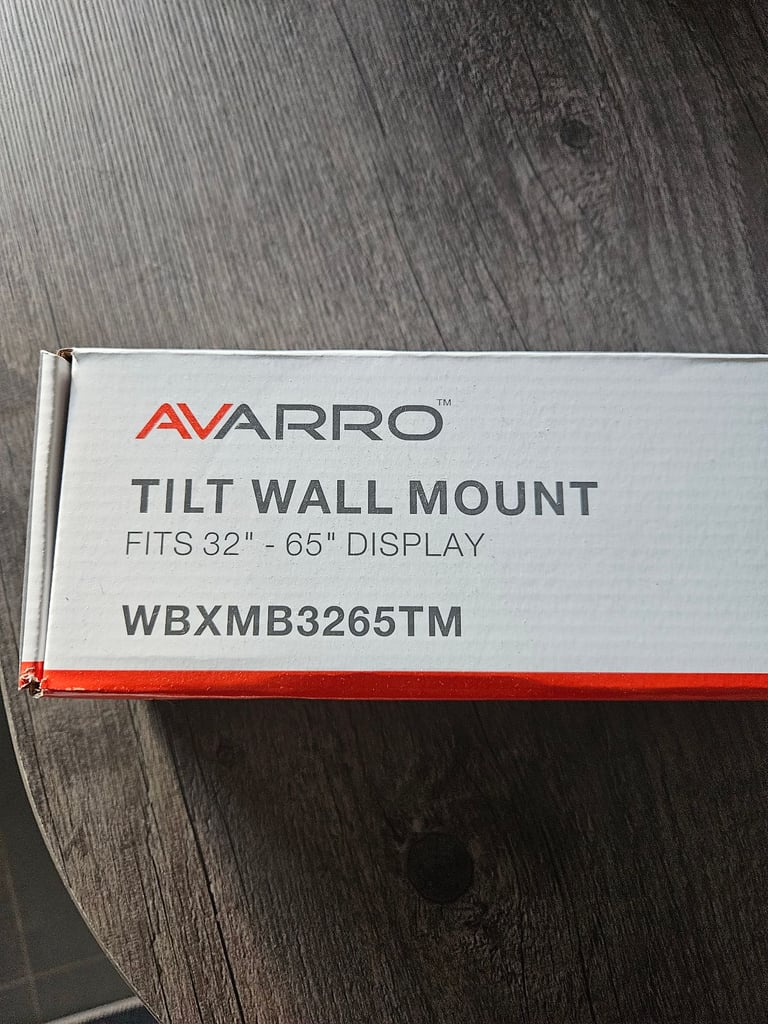 AVARRO™
TILT WALL MOUNT
FITS 32" - 65" DISPLAY
WBXMB3265TM